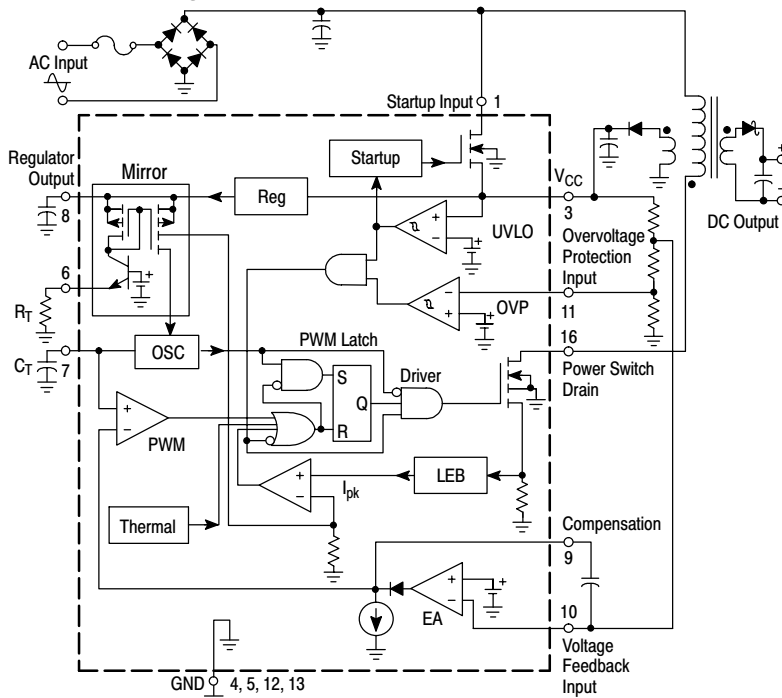 AC Input
Startup Input
1
+
Regulator
Output
8
Mirror
Startup
Reg
VCC
3
DC Output
+
−
UVLO
+
−
+
Overvoltage
Protection
Input
11
6
+
RT
OVP
−
+
+
16
Power Switch
Drain
CT
7
OSC
PWM Latch
S
Q
R
Driver
+
−
PWM
LEB
Ipk
+
−
Thermal
Compensation
9
EA
+
−
+
10
Voltage
Feedback
Input
GND
4, 5, 12, 13